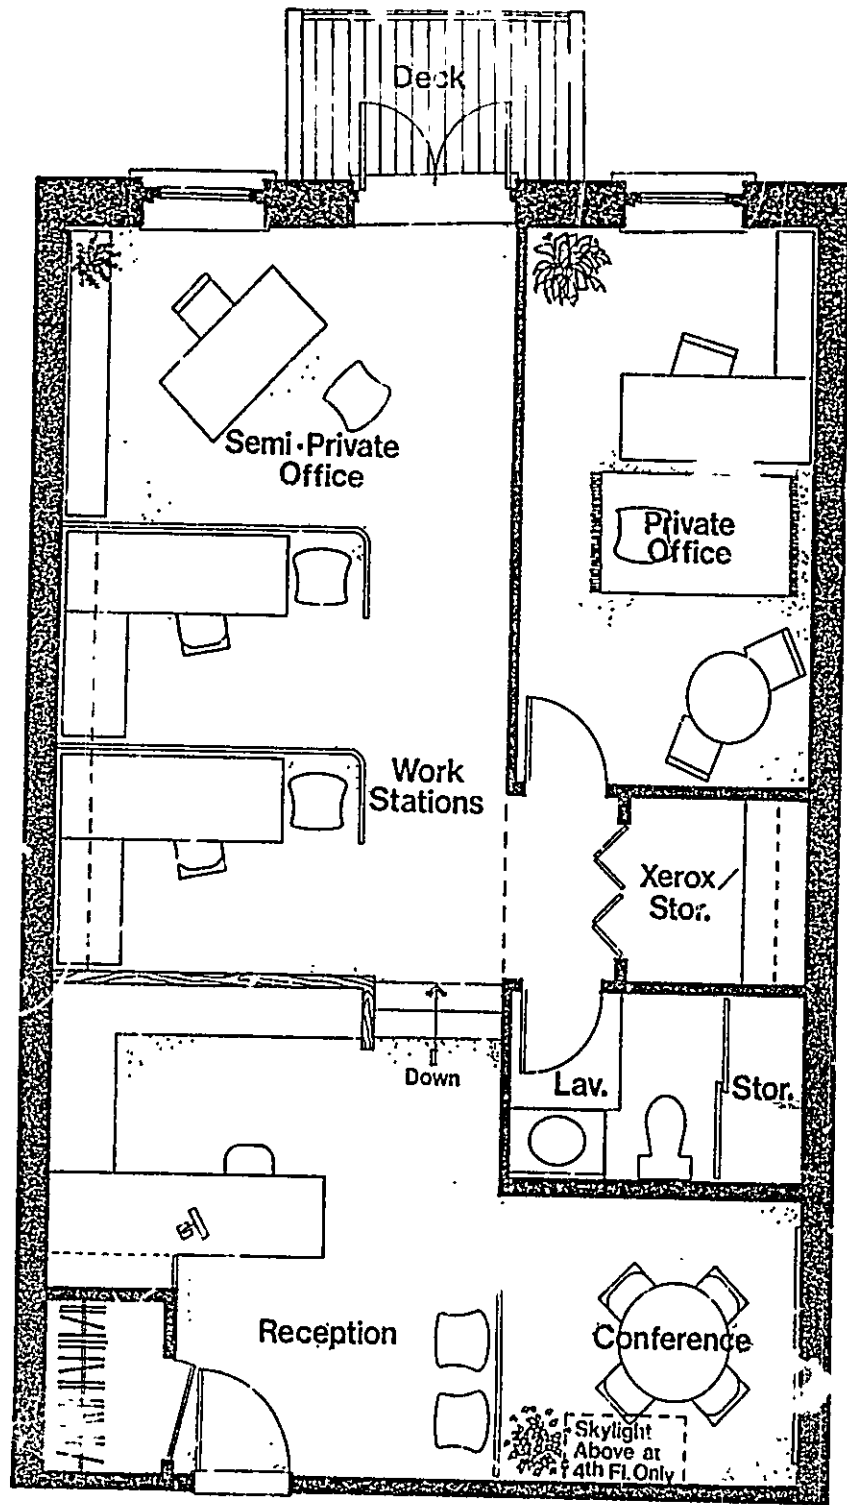 Deck
Semi·Private
Office
Private
Office
Work
Stations
Xerox/
Stor.
Down
Lav.
Stor.
Reception
Conference
Skylight
Above at
4th Fl. Only